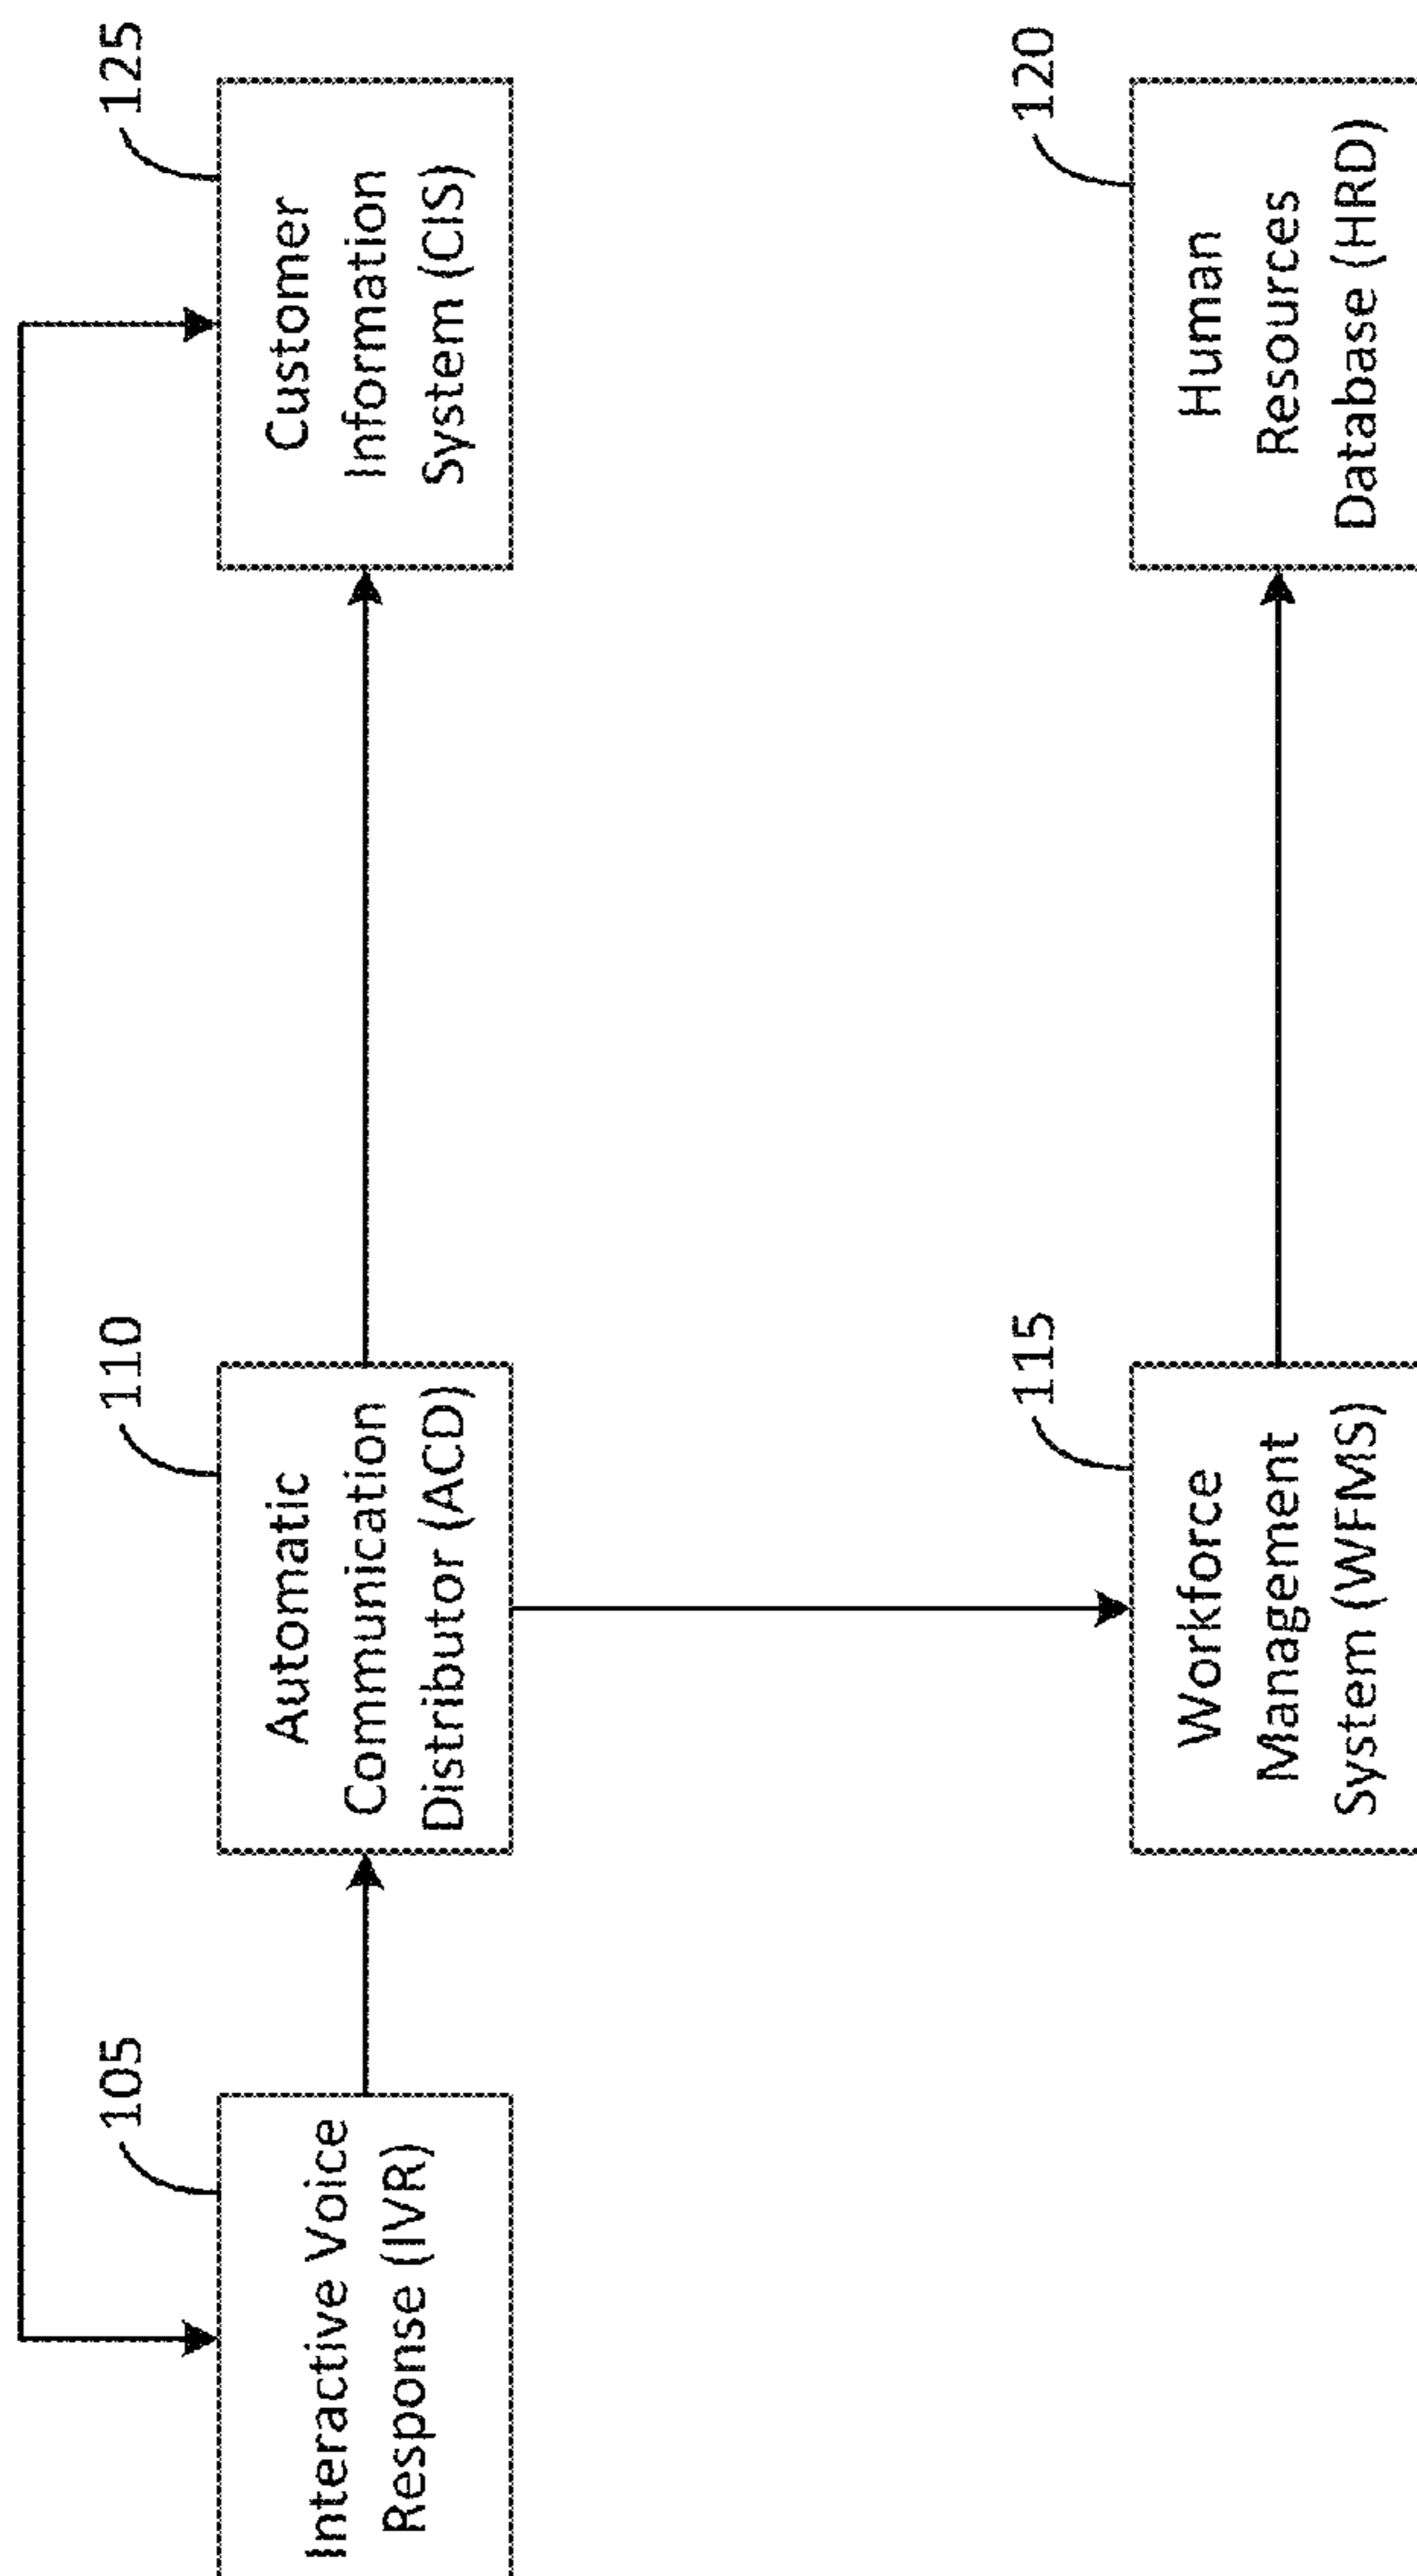 105
Interactive Voice
Response (IVR)
110
Automatic
Communication
Distributor (ACD)
125
Customer
Information
System (CIS)
115
Workforce
Management
System (WFMS)
120
Human
Resources
Database (HRD)